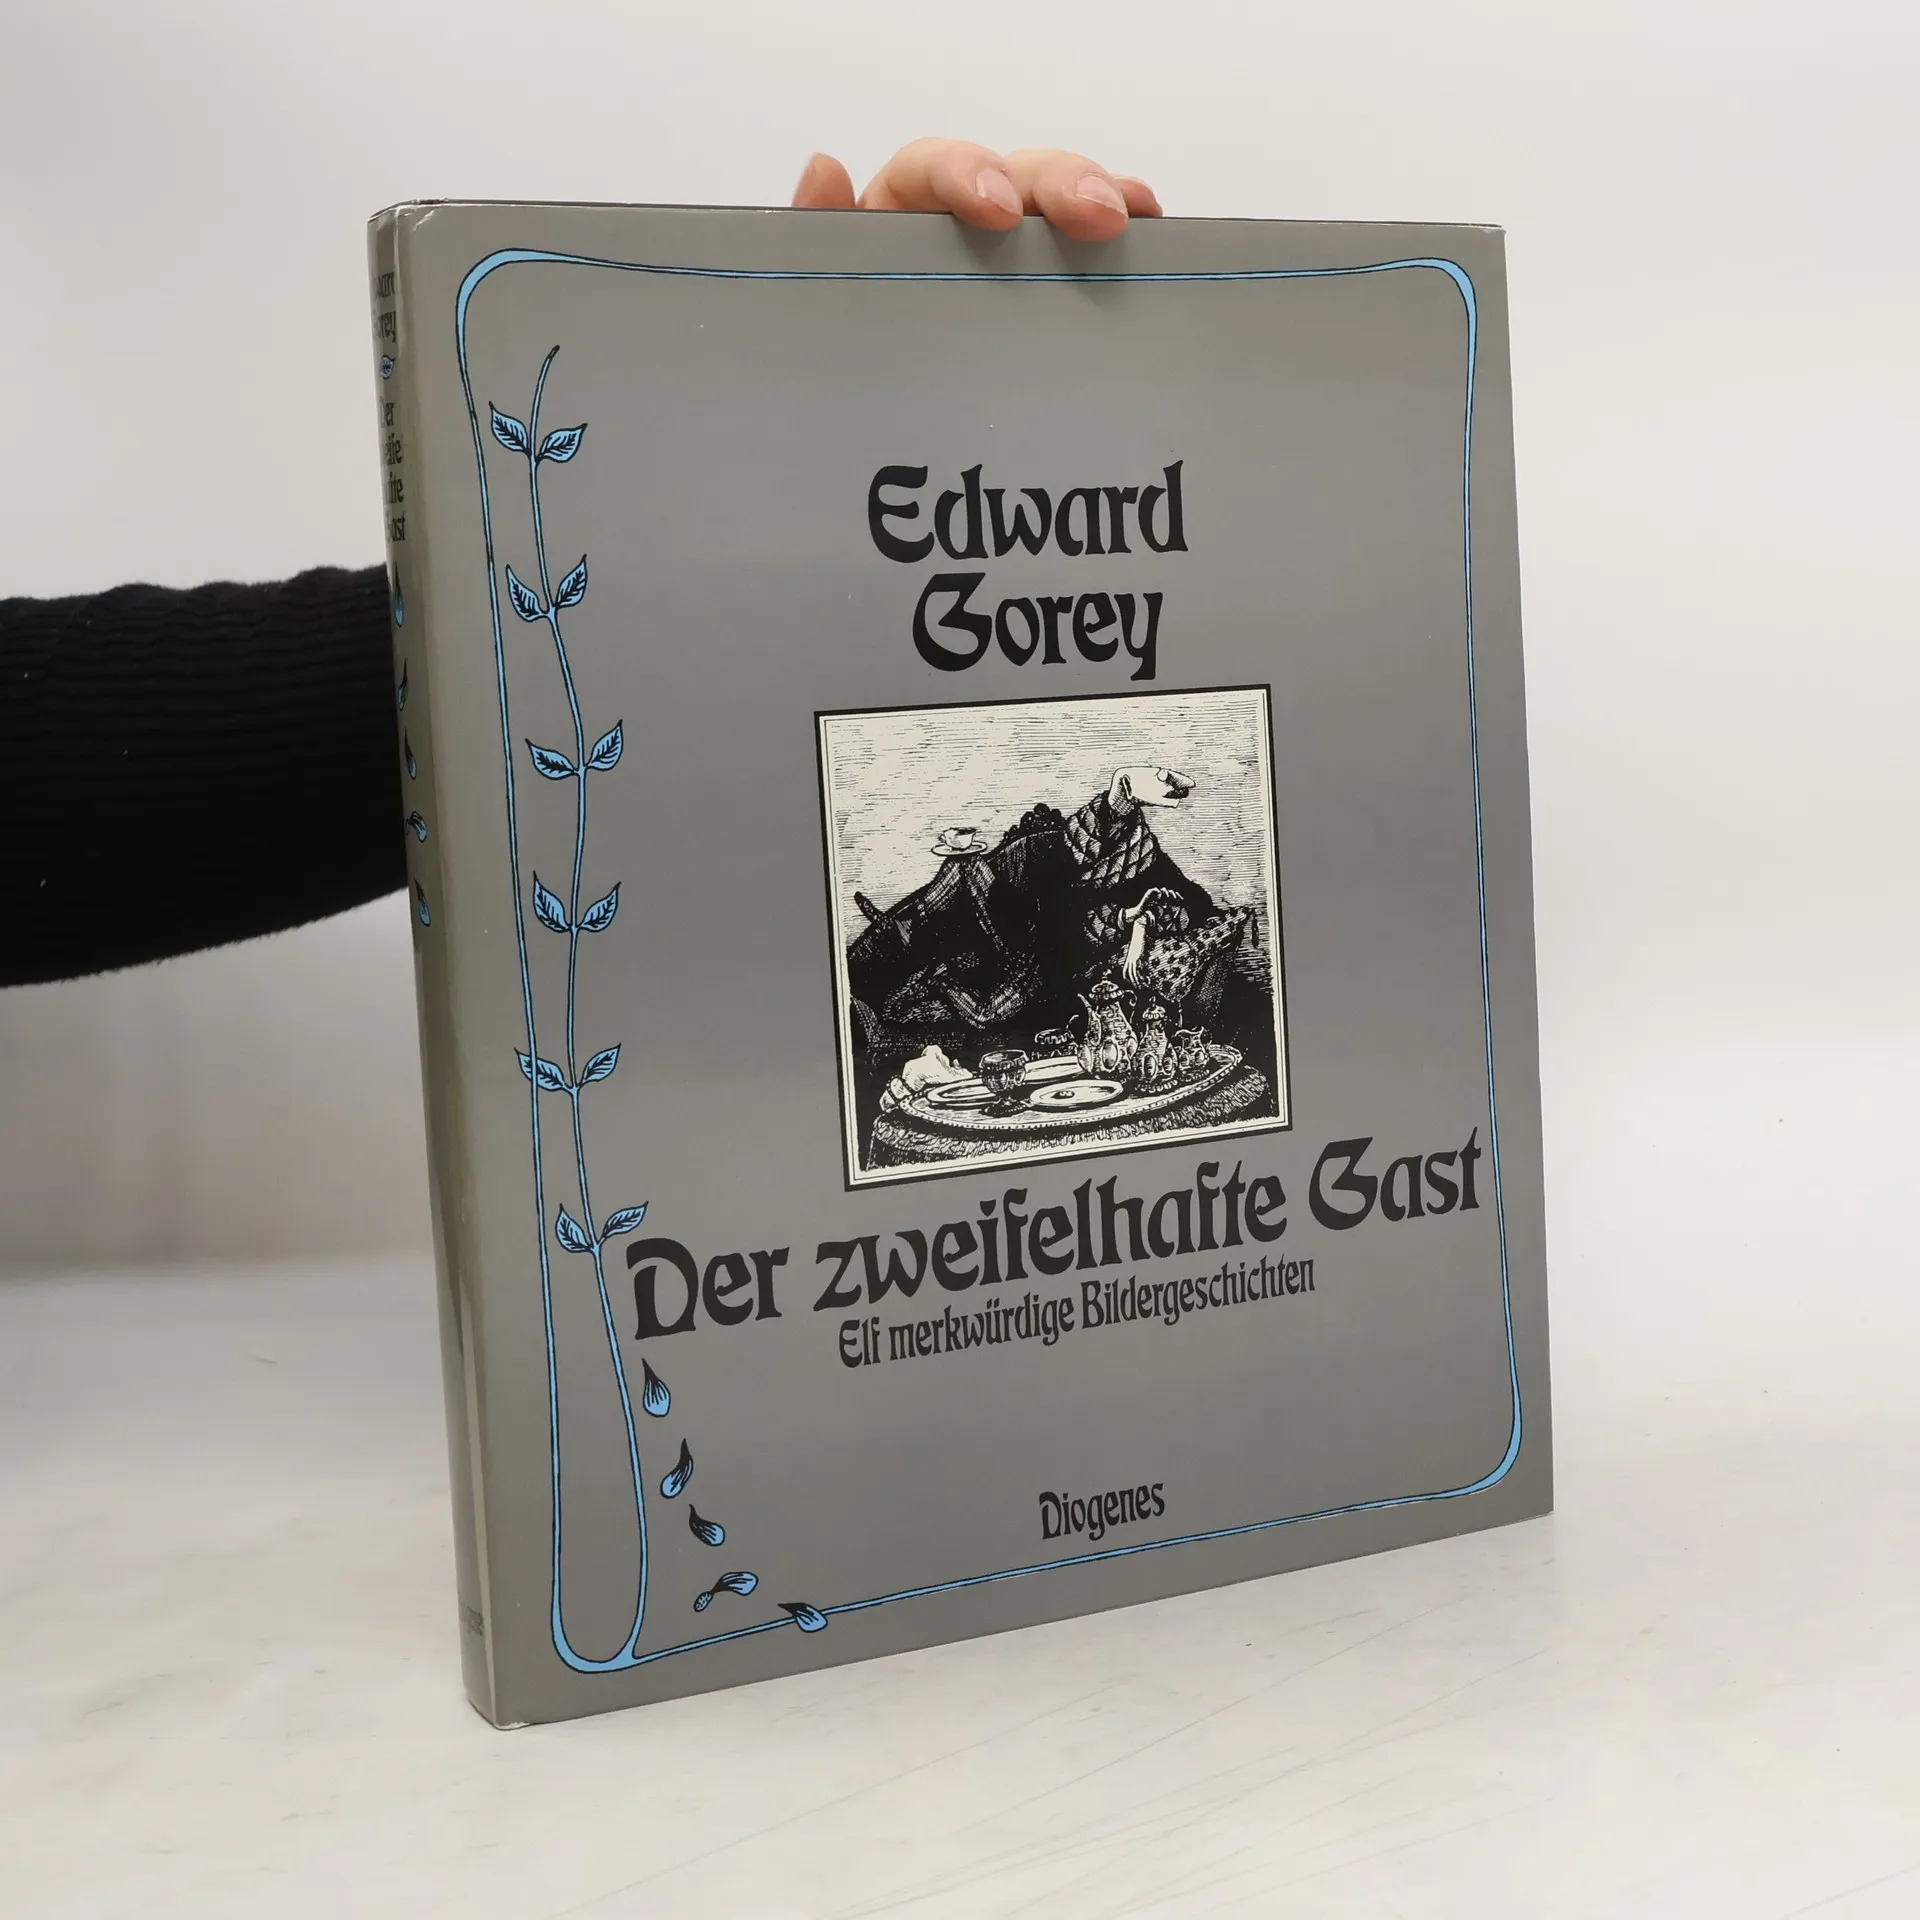 Edward
Gorey
Der zweifelhafte Gast
Elf merkwürdige Bildergeschichten
Diogenes